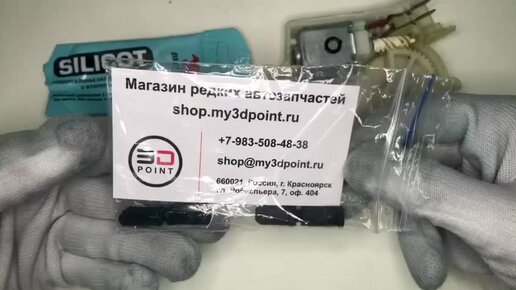 SILICOT
Магазин редких автозапчастей
shop.my3dpoint.ru
3D
POINT
+7-983-508-48-38
shop@my3dpoint.ru
660021, Россия, г. Красноярск
ул. Робеспьера, 7, оф. 404